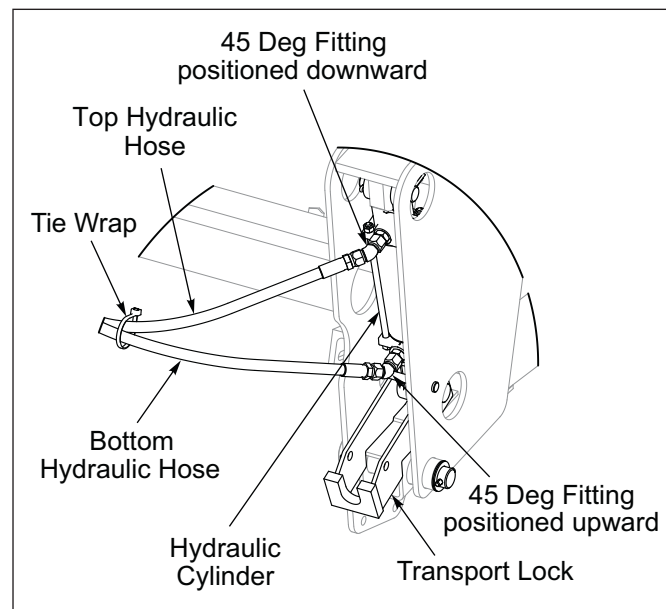 45 Deg Fitting
positioned downward
Top Hydraulic
Hose
Tie Wrap
Bottom
Hydraulic Hose
45 Deg Fitting
positioned upward
Hydraulic
Cylinder
Transport Lock